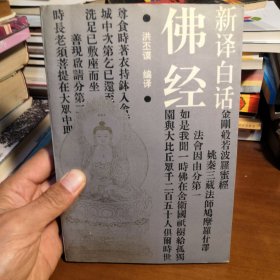 新译白话
佛经
洪丕谟 编译
金剛般若波羅蜜經
姚秦三藏法師鳩摩羅什譯
法會因由分第一
如是我聞一時佛在舍衛國祇樹給孤獨
園與大比丘眾千二百五十人俱爾時世
尊食時著衣持鉢入舍
城中次第乞已還至
洗足已敷座而坐
善現啟請分第二
時長老須菩提在大眾中即